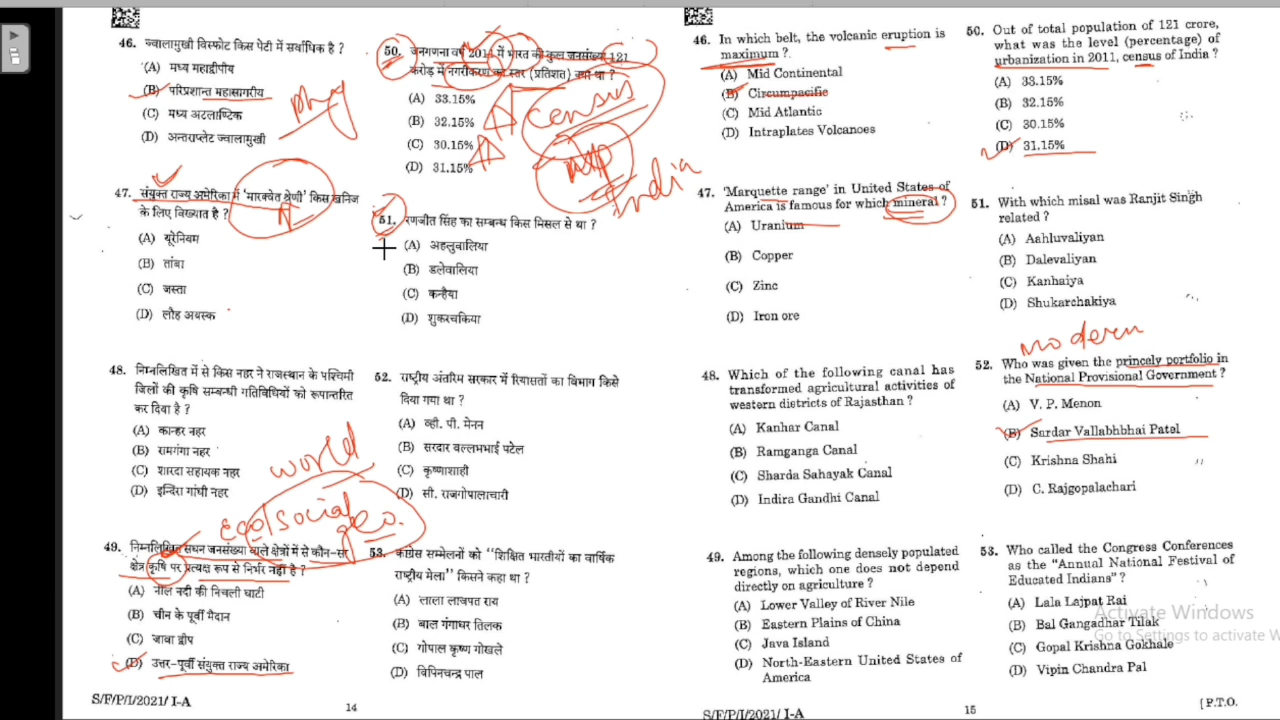 46. ज्वालामुखी विस्फोट किस पेटी में सर्वाधिक है ?
(A) मध्य महाद्वीपीय
(B) परिप्रशान्त महासागरीय
(C) मध्य अटलाण्टिक
(D) अन्तराप्लेट ज्वालामुखी
Phy
47. संयुक्त राज्य अमेरिका में 'मारक्वेत श्रेणी' किस खनिज
के लिए विख्यात है ?
(A) यूरेनियम
(B) तांबा
(C) जस्ता
(D) लौह अयस्क
48. निम्नलिखित में से किस नहर ने राजस्थान के पश्चिमी
जिलों की कृषि सम्बन्धी गतिविधियों को रूपान्तरित
कर दिया है ?
(A) कान्हर नहर
(B) रामगंगा नहर
(C) शारदा सहायक नहर
(D) इन्दिरा गांधी नहर
world
Eco/Social
geo.
49. निम्नलिखित सघन जनसंख्या वाले क्षेत्रों में से कौन-सा
क्षेत्र कृषि पर प्रत्यक्ष रूप से निर्भर नहीं है ?
(A) नील नदी की निचली घाटी
(B) चीन के पूर्वी मैदान
(C) जावा द्वीप
(D) उत्तर-पूर्वी संयुक्त राज्य अमेरिका
S/F/P/I/2021/ I-A
14
50. जनगणना वर्ष 2011 में भारत की कुल जनसंख्या 121
करोड़ में नगरीकरण का स्तर (प्रतिशत) क्या था ?
(A) 33.15%
(B) 32.15%
(C) 30.15%
(D) 31.15%
Census
India
51. रणजीत सिंह का सम्बन्ध किस मिसल से था ?
(A) अहलुवालिया
(B) डलेवालिया
(C) कन्हैया
(D) शुकरचकिया
52. राष्ट्रीय अंतरिम सरकार में रियासतों का विभाग किसे
दिया गया था ?
(A) व्ही. पी. मेनन
(B) सरदार वल्लभभाई पटेल
(C) कृष्णाशाही
(D) सी. राजगोपालाचारी
53. कांग्रेस सम्मेलनों को "शिक्षित भारतीयों का वार्षिक
राष्ट्रीय मेला" किसने कहा था ?
(A) लाला लाजपत राय
(B) बाल गंगाधर तिलक
(C) गोपाल कृष्ण गोखले
(D) विपिनचन्द्र पाल
46. In which belt, the volcanic eruption is
maximum ?
(A) Mid Continental
(B) Circumpacific
(C) Mid Atlantic
(D) Intraplates Volcanoes
47. 'Marquette range' in United States of
America is famous for which mineral ?
(A) Uranium
(B) Copper
(C) Zinc
(D) Iron ore
48. Which of the following canal has
transformed agricultural activities of
western districts of Rajasthan ?
(A) Kanhar Canal
(B) Ramganga Canal
(C) Sharda Sahayak Canal
(D) Indira Gandhi Canal
49. Among the following densely populated
regions, which one does not depend
directly on agriculture ?
(A) Lower Valley of River Nile
(B) Eastern Plains of China
(C) Java Island
(D) North-Eastern United States of
America
S/F/P/I/2021/ I-A
15
50. Out of total population of 121 crore,
what was the level (percentage) of
urbanization in 2011, census of India ?
(A) 33.15%
(B) 32.15%
(C) 30.15%
(D) 31.15%
51. With which misal was Ranjit Singh
related ?
(A) Aahluvaliyan
(B) Dalevaliyan
(C) Kanhaiya
(D) Shukarchakiya
modern
52. Who was given the princely portfolio in
the National Provisional Government ?
(A) V. P. Menon
(B) Sardar Vallabhbhai Patel
(C) Krishna Shahi
(D) C. Rajgopalachari
53. Who called the Congress Conferences
as the "Annual National Festival of
Educated Indians" ?
(A) Lala Lajpat Rai
(B) Bal Gangadhar Tilak
(C) Gopal Krishna Gokhale
(D) Vipin Chandra Pal
[ P.T.O.
Activate Windows
Go to Settings to activate W